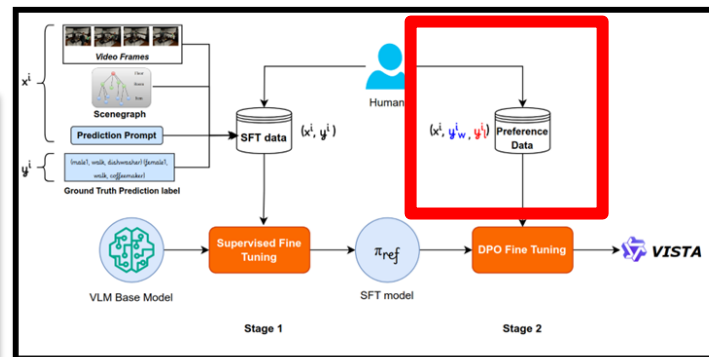 Video Frames
x^i
Scenegraph
Prediction Prompt
y^i
(male1, walk, dishwasher) (female1,
walk, coffeemaker)
Ground Truth Prediction label
Human
SFT data
(x^i, y^i)
(x^i, y^i_w, y^i_l)
Preference
Data
VLM Base Model
Supervised Fine
Tuning
π_ref
SFT model
DPO Fine Tuning
VISTA
Stage 1
Stage 2